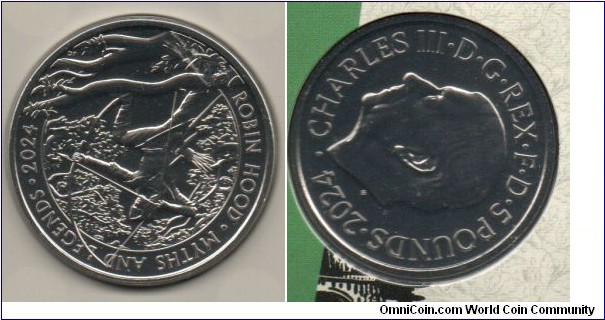 ROBIN HOOD · MYTHS AND LEGENDS · 2024
· CHARLES III · D · G · REX · F · D · 5 POUNDS · 2024
OmniCoin.com World Coin Community